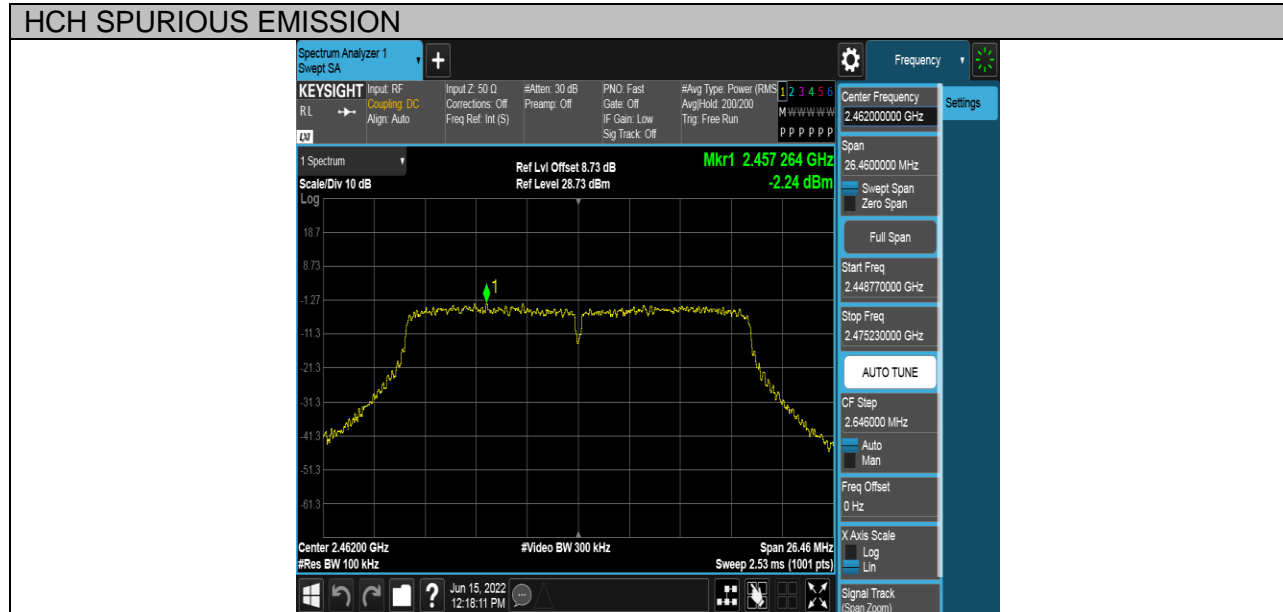 HCH SPURIOUS EMISSION
Spectrum Analyzer 1
Swept SA
+
Frequency
KEYSIGHT
RL
LXI
Input: RF
Coupling: DC
Align: Auto
Input Z: 50 Ω
Corrections: Off
Freq Ref: Int (S)
#Atten: 30 dB
Preamp: Off
PNO: Fast
Gate: Off
IF Gain: Low
Sig Track: Off
#Avg Type: Power (RMS
Avg|Hold: 200/200
Trig: Free Run
1 2 3 4 5 6
M W W W W W
P P P P P P
1 Spectrum
Scale/Div 10 dB
Log
Ref Lvl Offset 8.73 dB
Ref Level 28.73 dBm
Mkr1 2.457 264 GHz
-2.24 dBm
18.7
8.73
-1.27
-11.3
-21.3
-31.3
-41.3
-51.3
-61.3
1
Center 2.46200 GHz
#Res BW 100 kHz
#Video BW 300 kHz
Span 26.46 MHz
Sweep 2.53 ms (1001 pts)
?
Jun 15, 2022
12:18:11 PM
Center Frequency
2.462000000 GHz
Settings
Span
26.4600000 MHz
Swept Span
Zero Span
Full Span
Start Freq
2.448770000 GHz
Stop Freq
2.475230000 GHz
AUTO TUNE
CF Step
2.646000 MHz
Auto
Man
Freq Offset
0 Hz
X Axis Scale
Log
Lin
Signal Track
(Span Zoom)